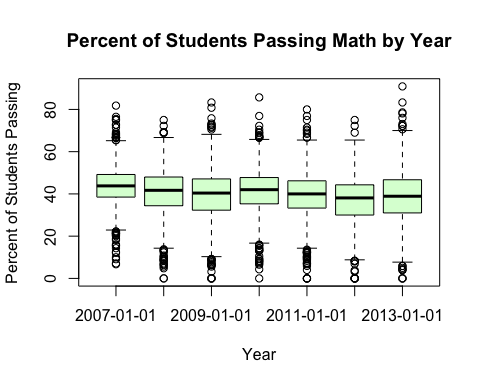 Percent of Students Passing Math by Year
Percent of Students Passing
80
60
40
20
0
2007-01-01 2009-01-01 2011-01-01 2013-01-01
Year